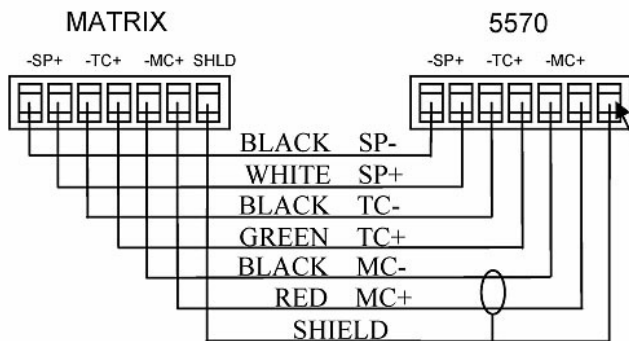 MATRIX 5570
-SP+ -TC+ -MC+ SHLD -SP+ -TC+ -MC+
BLACK SP-
WHITE SP+
BLACK TC-
GREEN TC+
BLACK MC-
RED MC+
SHIELD